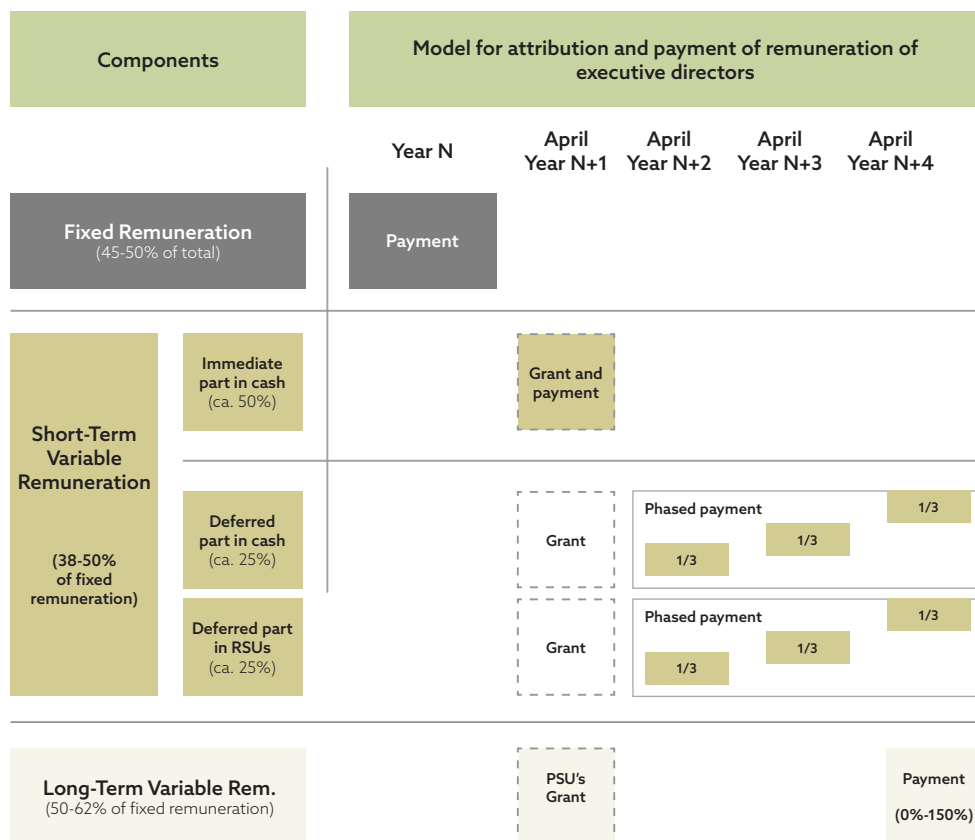 Components
Model for attribution and payment of remuneration of
executive directors
Year N
April
Year N+1
April
Year N+2
April
Year N+3
April
Year N+4
Fixed Remuneration
(45-50% of total)
Payment
Short-Term
Variable
Remuneration
(38-50%
of fixed
remuneration)
Immediate
part in cash
(ca. 50%)
Grant and
payment
Deferred
part in cash
(ca. 25%)
Grant
Phased payment
1/3
1/3
1/3
Deferred part
in RSUs
(ca. 25%)
Grant
Phased payment
1/3
1/3
1/3
Long-Term Variable Rem.
(50-62% of fixed remuneration)
PSU's
Grant
Payment
(0%-150%)